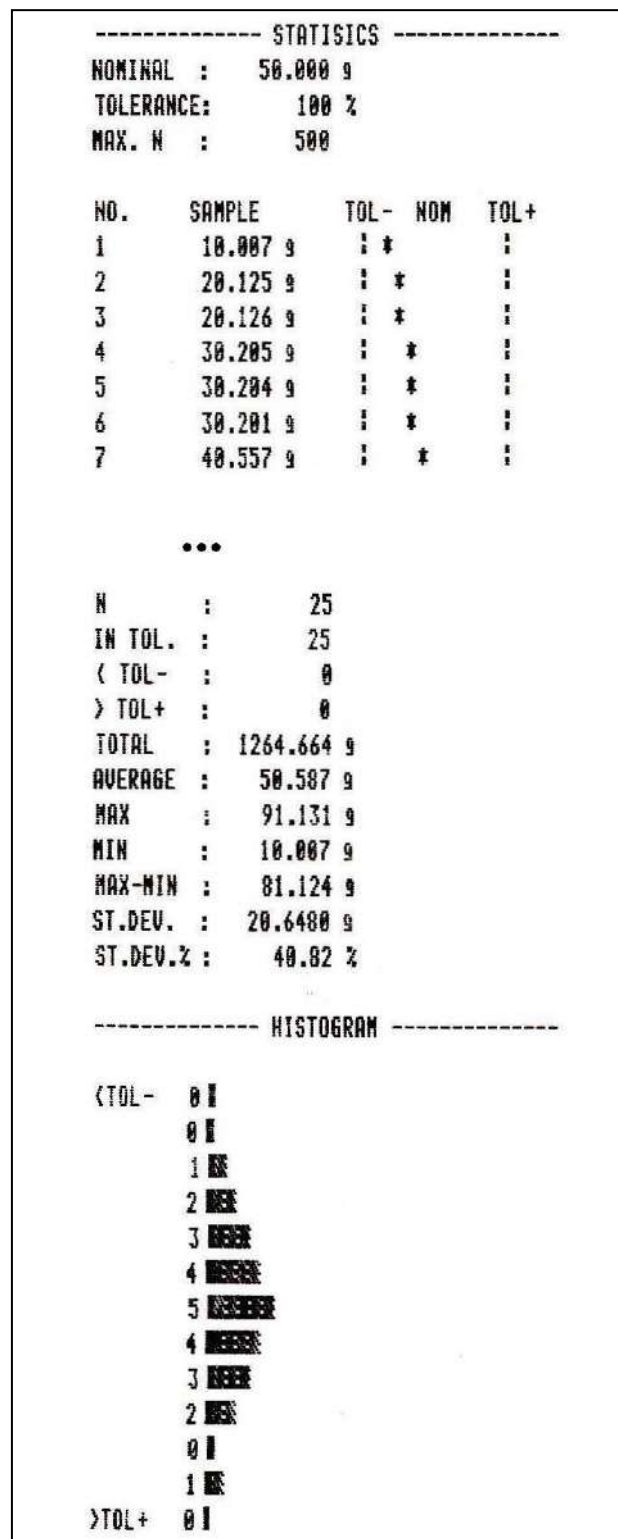 -------------- STATISICS --------------
NOMINAL : 50.000 g
TOLERANCE: 100 %
MAX. N : 500
NO. SAMPLE TOL- NOM TOL+
1 10.007 g ¦ * ¦
2 20.125 g ¦ * ¦
3 20.126 g ¦ * ¦
4 30.205 g ¦ * ¦
5 30.204 g ¦ * ¦
6 30.201 g ¦ * ¦
7 40.557 g ¦ * ¦
...
N : 25
IN TOL. : 25
< TOL- : 0
> TOL+ : 0
TOTAL : 1264.664 g
AVERAGE : 50.587 g
MAX : 91.131 g
MIN : 10.007 g
MAX-MIN : 81.124 g
ST.DEV. : 20.6480 g
ST.DEV.% : 40.82 %
-------------- HISTOGRAM --------------
<TOL- 0
0
1
2
3
4
5
4
3
2
0
1
>TOL+ 0